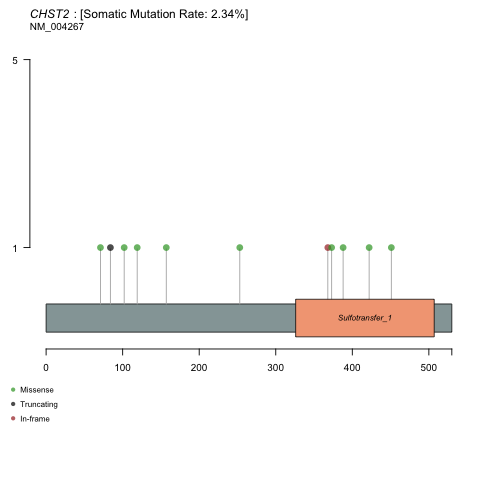 CHST2 : [Somatic Mutation Rate: 2.34%]
NM_004267
5
1
Sulfotransfer_1
0 100 200 300 400 500
Missense
Truncating
In-frame